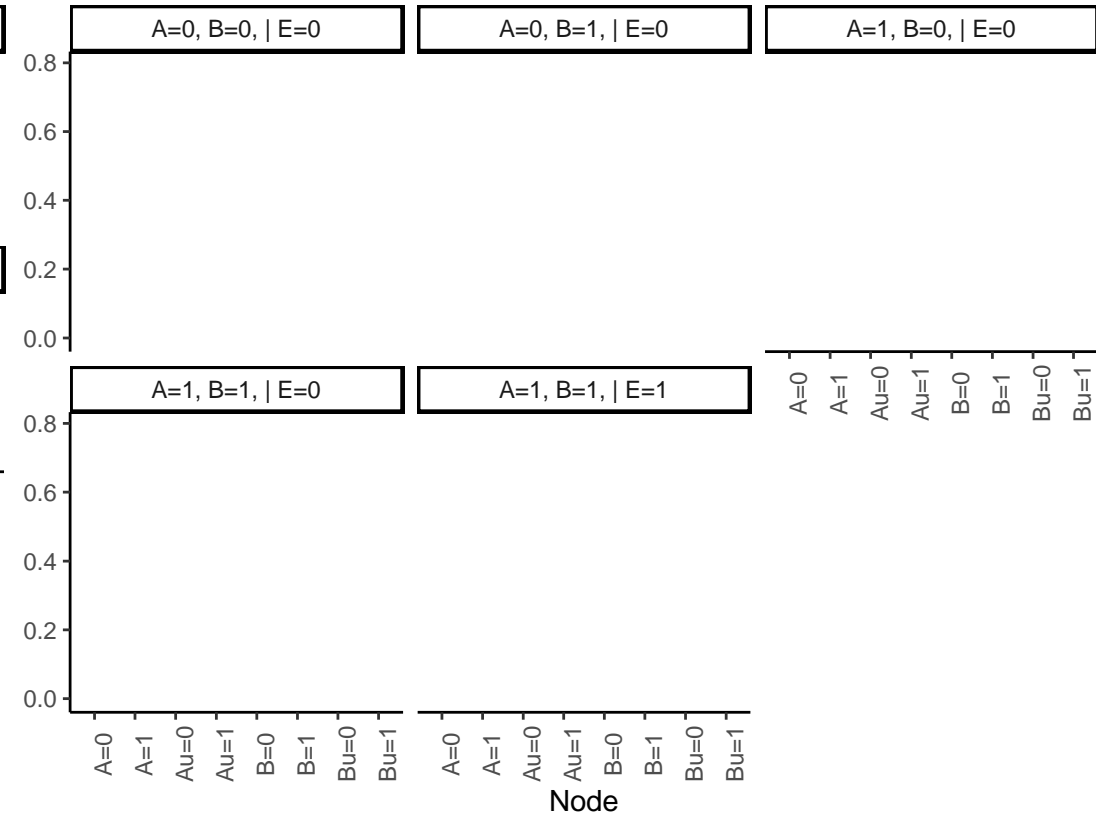 A=0, B=0, | E=0
A=0, B=1, | E=0
A=1, B=0, | E=0
0.8
0.6
0.4
0.2
0.0
A=0
A=1
Au=0
Au=1
B=0
B=1
Bu=0
Bu=1
A=1, B=1, | E=0
A=1, B=1, | E=1
0.8
0.6
0.4
0.2
0.0
A=0
A=1
Au=0
Au=1
B=0
B=1
Bu=0
Bu=1
A=0
A=1
Au=0
Au=1
B=0
B=1
Bu=0
Bu=1
Node